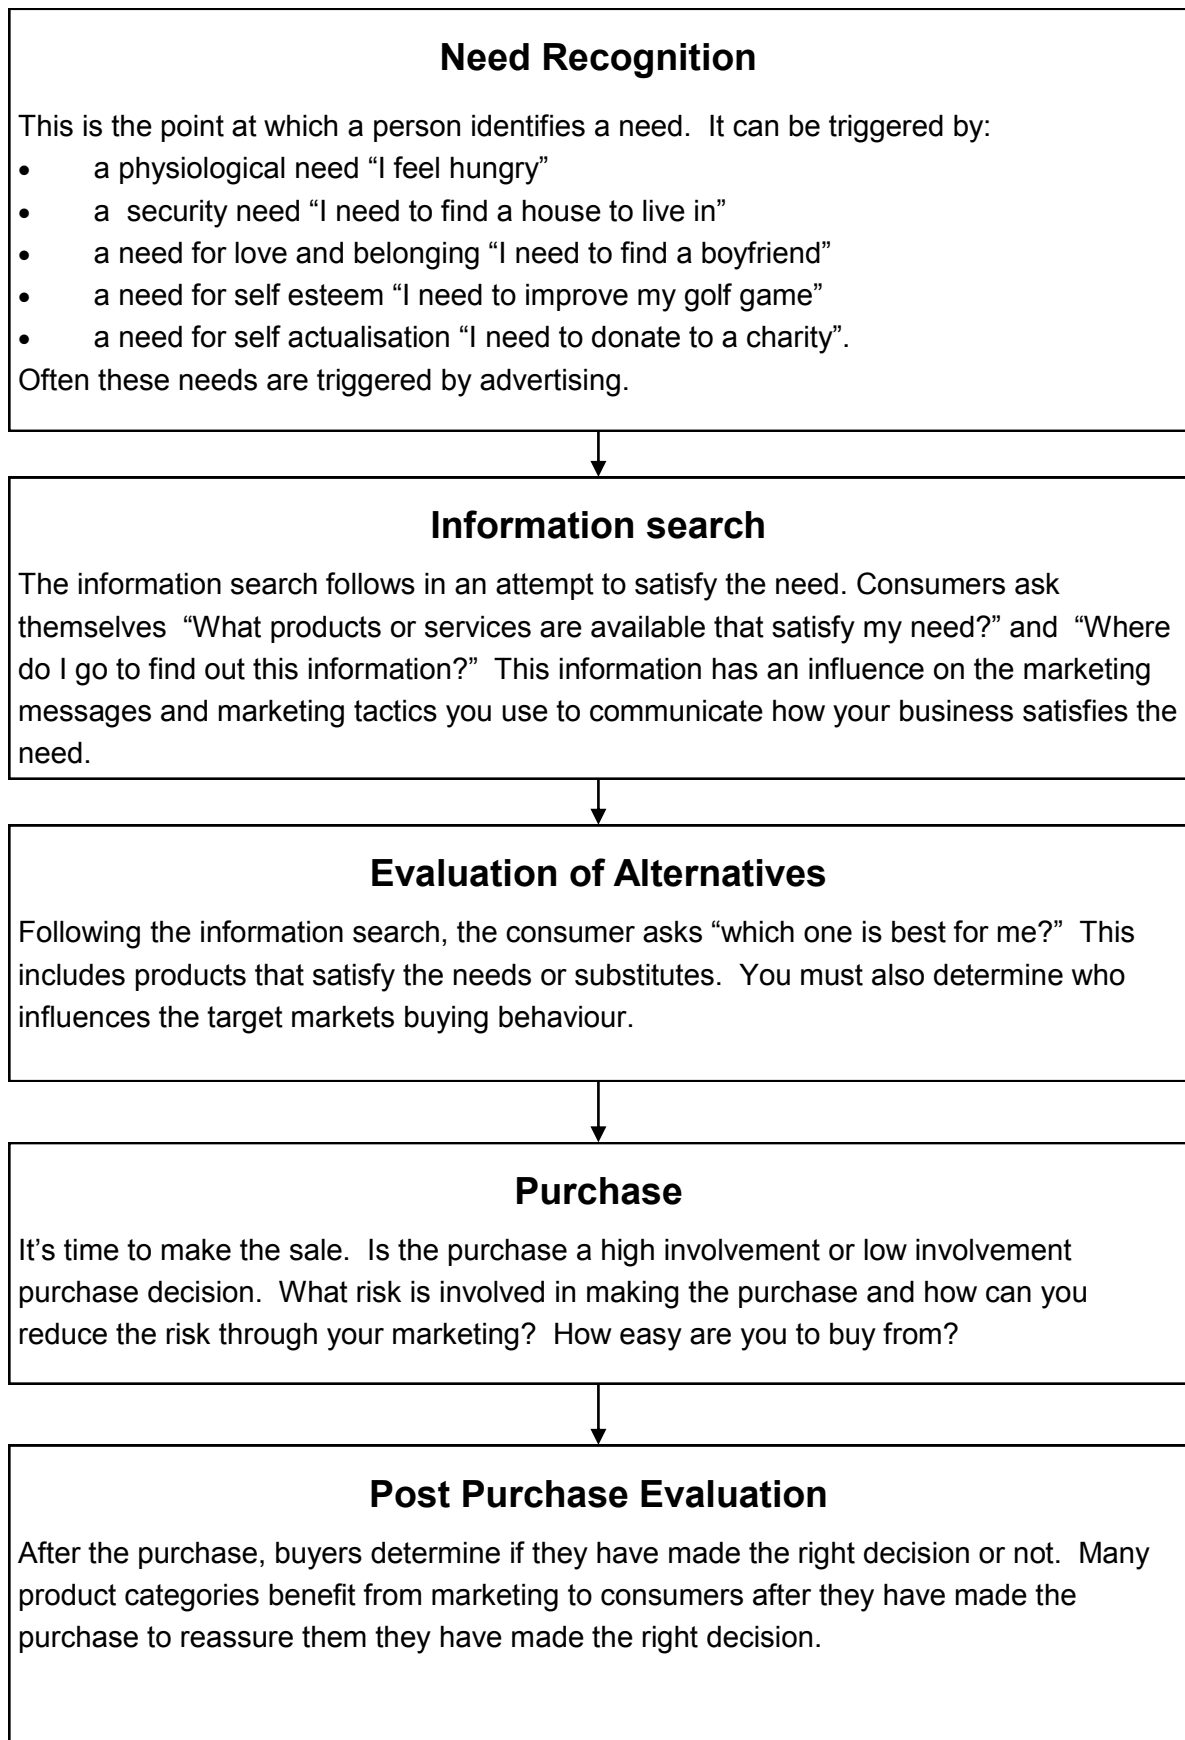 Need Recognition
This is the point at which a person identifies a need.  It can be triggered by:
•	a physiological need “I feel hungry”
•	a  security need “I need to find a house to live in”
•	a need for love and belonging “I need to find a boyfriend”
•	a need for self esteem “I need to improve my golf game”
•	a need for self actualisation “I need to donate to a charity”.
Often these needs are triggered by advertising.
Information search
The information search follows in an attempt to satisfy the need. Consumers ask
themselves  “What products or services are available that satisfy my need?” and  “Where
do I go to find out this information?”  This information has an influence on the marketing
messages and marketing tactics you use to communicate how your business satisfies the
need.
Evaluation of Alternatives
Following the information search, the consumer asks “which one is best for me?”  This
includes products that satisfy the needs or substitutes.  You must also determine who
influences the target markets buying behaviour.
Purchase
It’s time to make the sale.  Is the purchase a high involvement or low involvement
purchase decision.  What risk is involved in making the purchase and how can you
reduce the risk through your marketing?  How easy are you to buy from?
Post Purchase Evaluation
After the purchase, buyers determine if they have made the right decision or not.  Many
product categories benefit from marketing to consumers after they have made the
purchase to reassure them they have made the right decision.